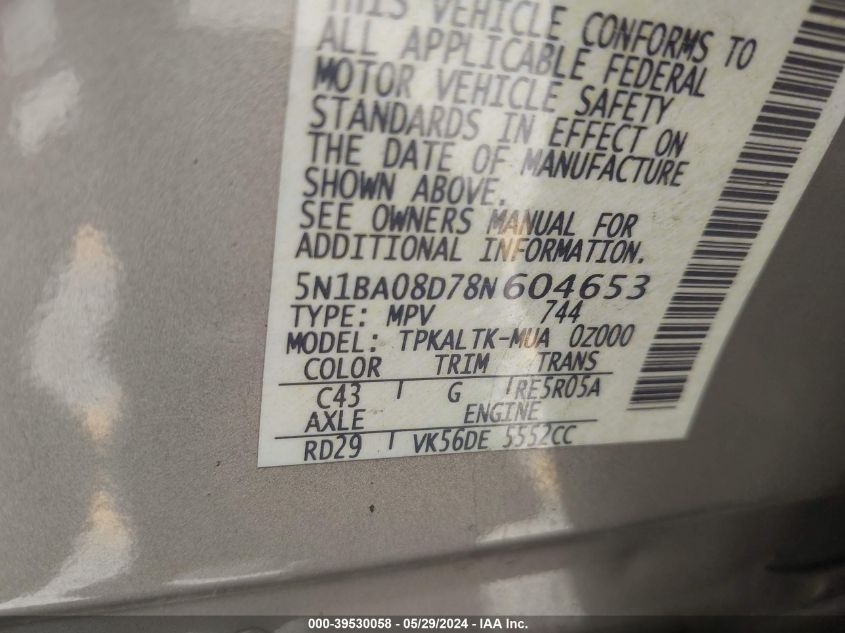 THIS VEHICLE CONFORMS TO
ALL APPLICABLE FEDERAL
MOTOR VEHICLE SAFETY
STANDARDS IN EFFECT ON
THE DATE OF MANUFACTURE
SHOWN ABOVE.
SEE OWNERS MANUAL FOR
ADDITIONAL INFORMATION.
5N1BA08D78N604653
TYPE: MPV 744
MODEL: TPKALTK-MUA 0Z000
COLOR TRIM TRANS
C43 G RE5R05A
AXLE ENGINE
RD29 VK56DE 5552CC
000-39530058 - 05/29/2024 - IAA Inc.